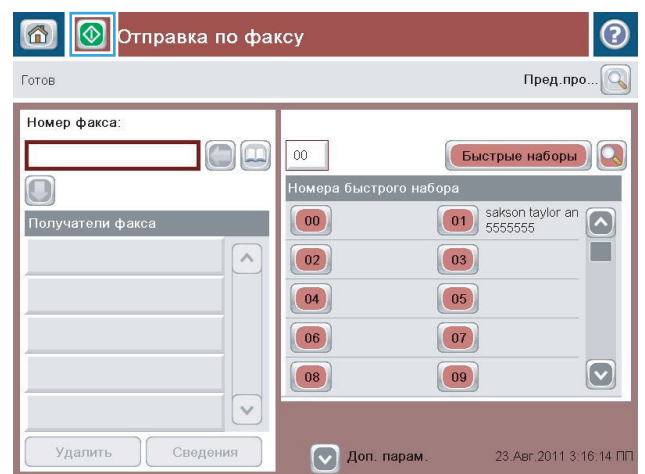 Отправка по факсу
Готов
Пред.про...
Номер факса:
00
Быстрые наборы
Номера быстрого набора
Получатели факса
00
01
sakson taylor an
5555555
02
03
04
05
06
07
08
09
Удалить
Сведения
Доп. парам.
23.Авг.2011 3:16:14 ПП